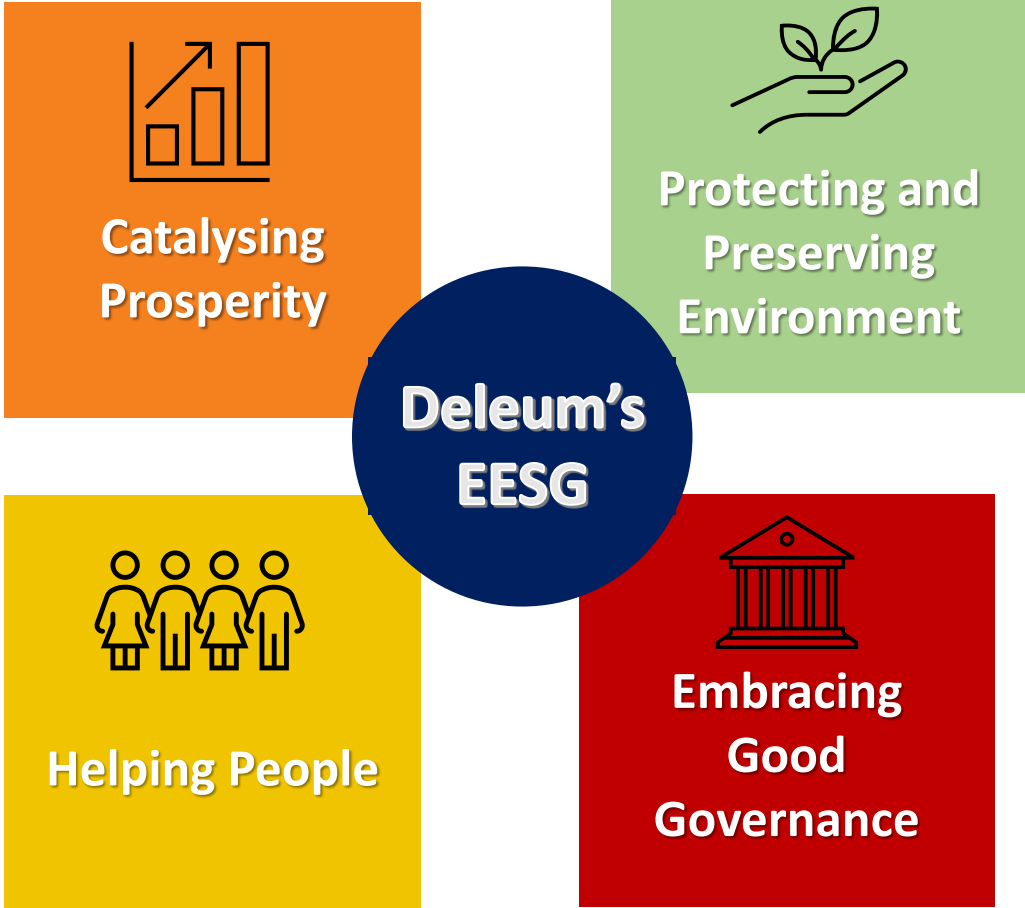 Catalysing
Prosperity
Protecting and
Preserving
Environment
Deleum’s
EESG
Helping People
Embracing
Good
Governance